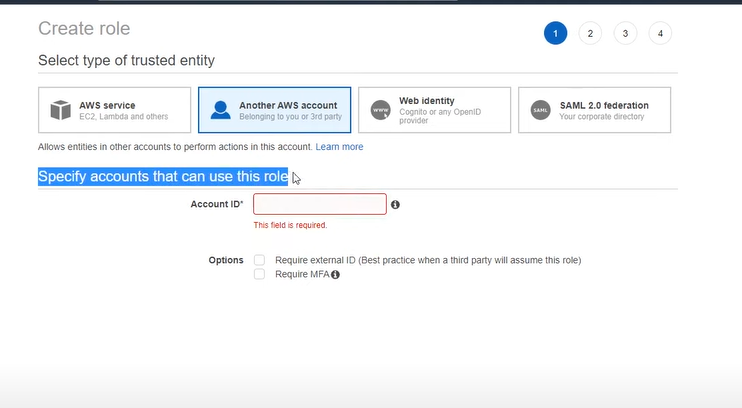 Create role
1 2 3 4
Select type of trusted entity
AWS service
EC2, Lambda and others
Another AWS account
Belonging to you or 3rd party
www
Web identity
Cognito or any OpenID
provider
SAML
SAML 2.0 federation
Your corporate directory
Allows entities in other accounts to perform actions in this account. Learn more
Specify accounts that can use this role
Account ID*
This field is required.
Options
Require external ID (Best practice when a third party will assume this role)
Require MFA